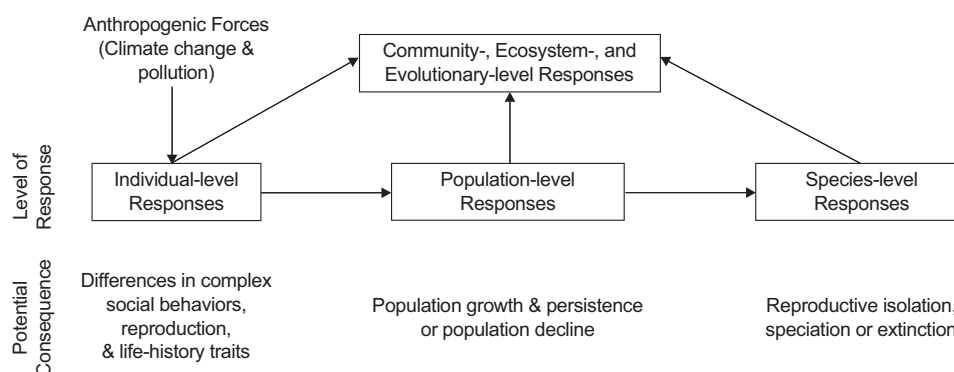 Anthropogenic Forces
(Climate change &
pollution)
Community-, Ecosystem-, and
Evolutionary-level Responses
Level of
Response
Individual-level
Responses
Population-level
Responses
Species-level
Responses
Potential
Consequence
Differences in complex
social behaviors,
reproduction,
& life-history traits
Population growth & persistence
or population decline
Reproductive isolation,
speciation or extinction